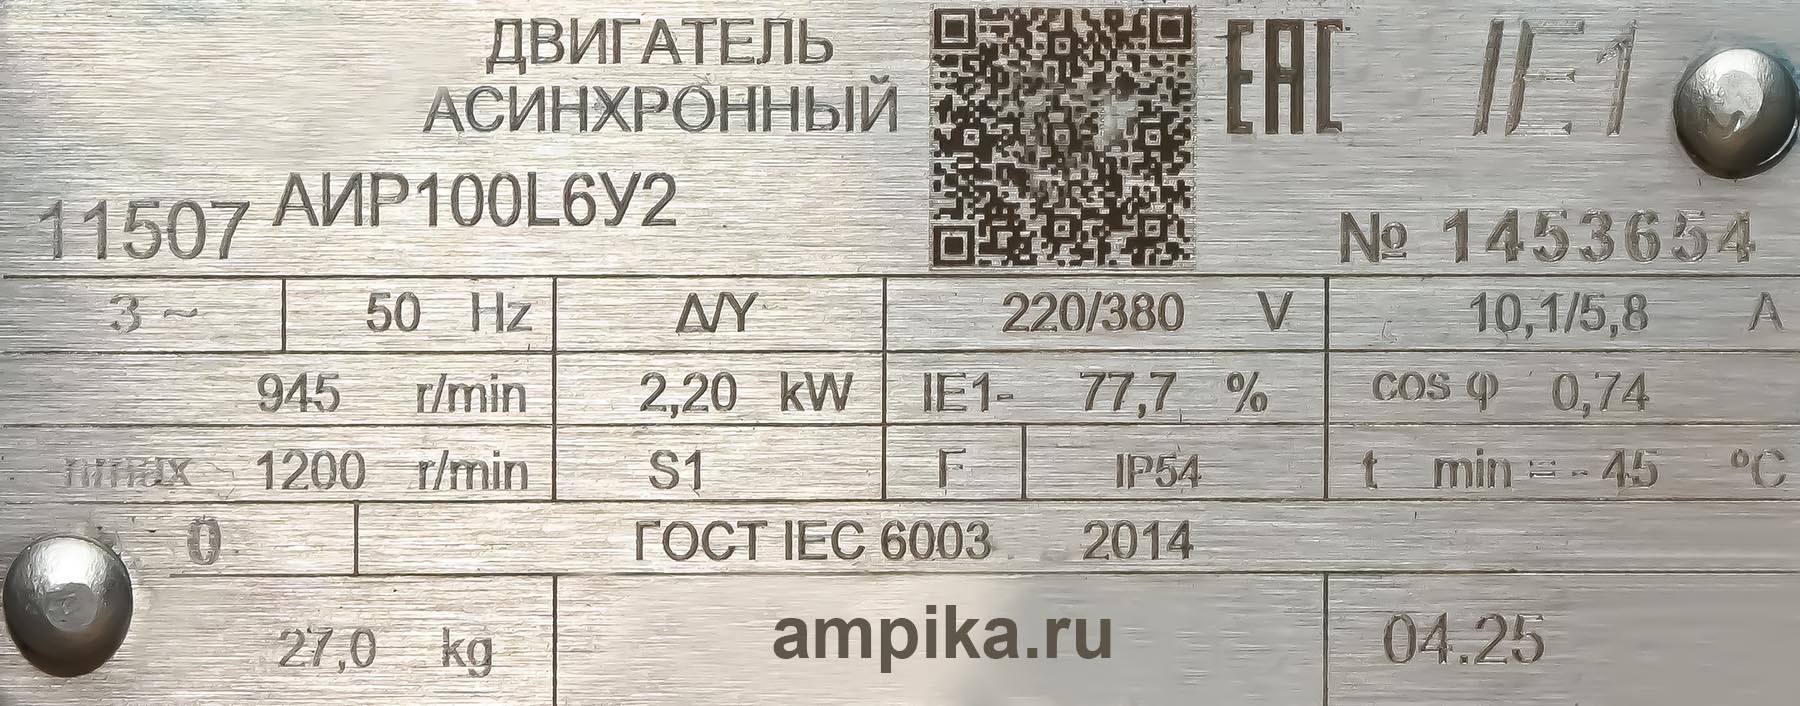 ДВИГАТЕЛЬ
АСИНХРОННЫЙ
EAC IE1
11507 АИР100L6У2
№ 1453654
3 ~ 50 Hz Δ/Y 220/380 V 10,1/5,8 A
945 r/min 2,20 kW IE1- 77,7 % cos φ 0,74
nmax 1200 r/min S1 F IP54 t min = - 45 °C
0 ГОСТ IEC 6003 2014
27,0 kg ampika.ru 04.25